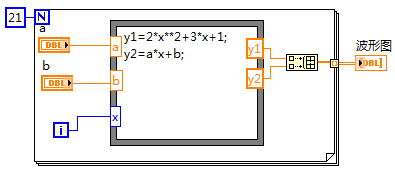 21 N
a
DBL
b
DBL
i
a
b
x
y1=2*x**2+3*x+1;
y2=a*x+b;
y1
y2
波形图
DBL]